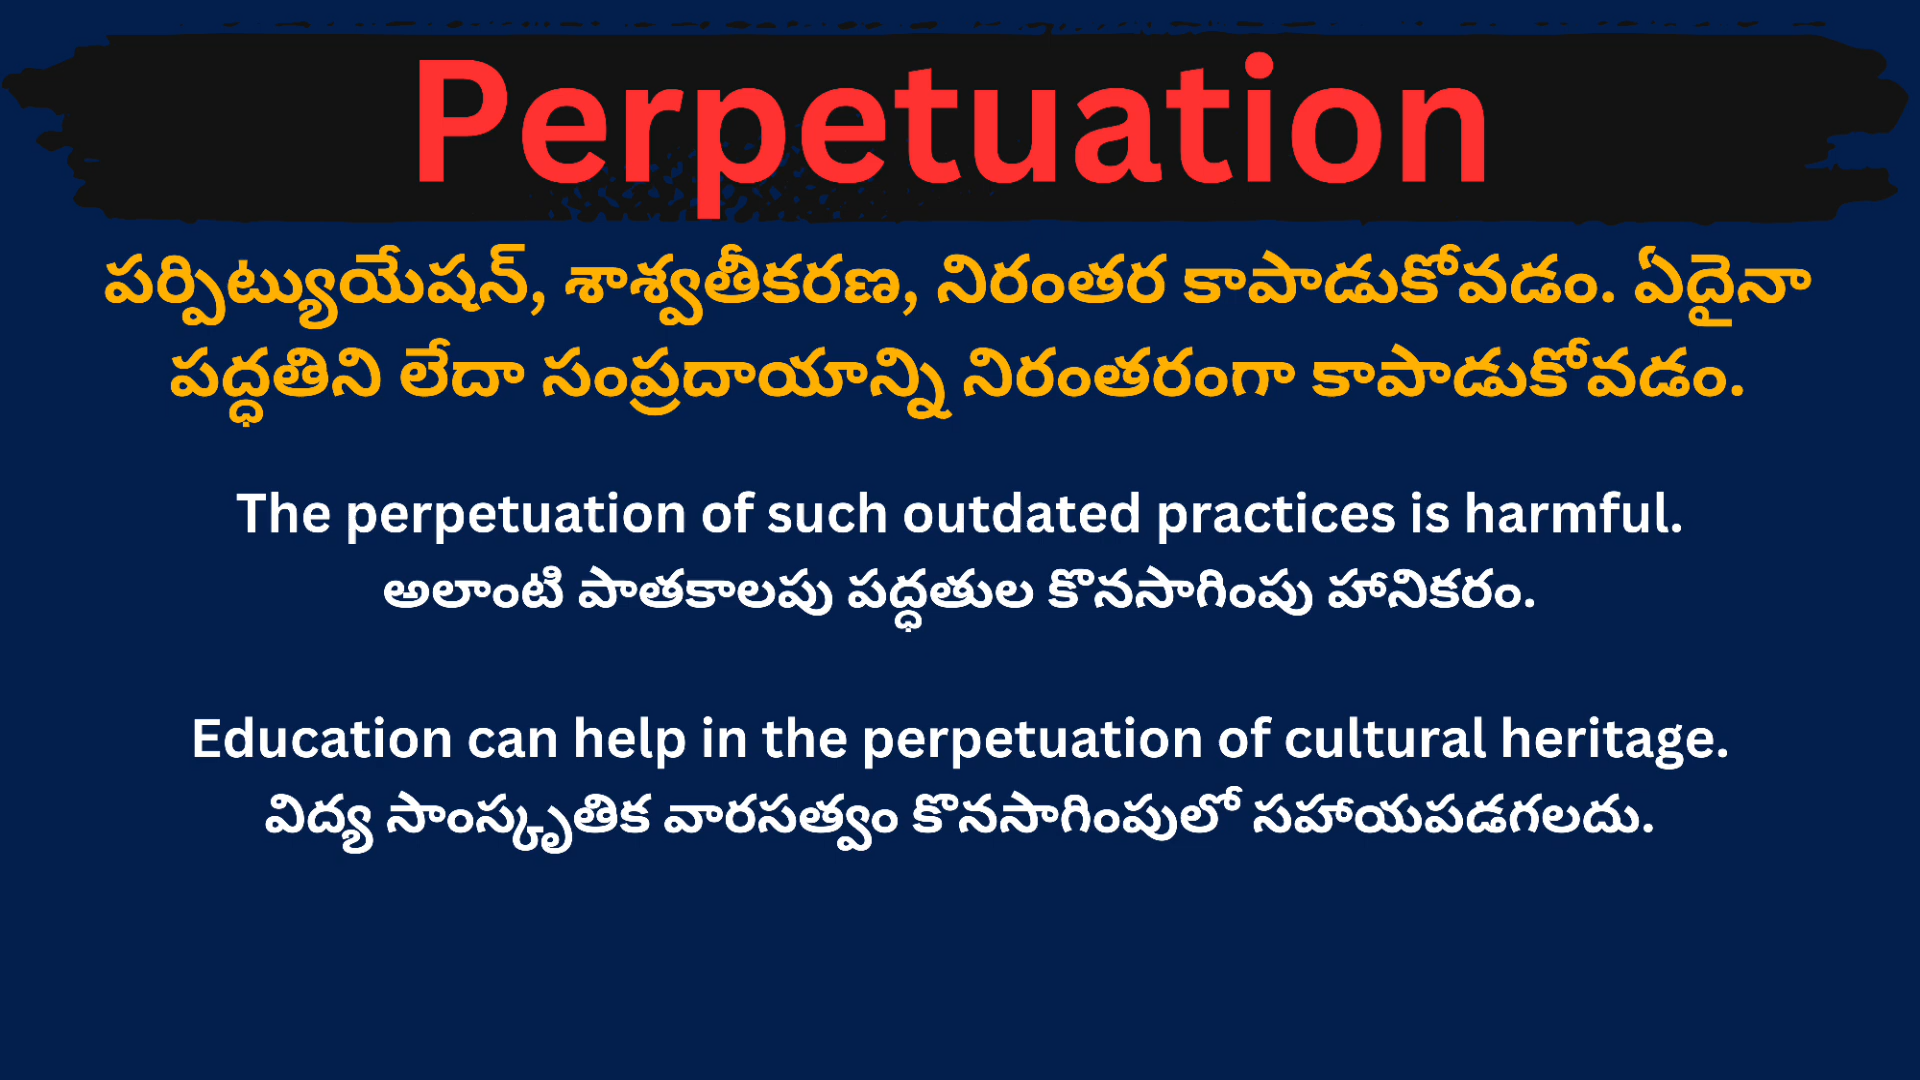 Perpetuation
పర్పిట్యుయేషన్, శాశ్వతీకరణ, నిరంతర కాపాడుకోవడం. ఏదైనా
పద్ధతిని లేదా సంప్రదాయాన్ని నిరంతరంగా కాపాడుకోవడం.
The perpetuation of such outdated practices is harmful.
అలాంటి పాతకాలపు పద్ధతుల కొనసాగింపు హానికరం.
Education can help in the perpetuation of cultural heritage.
విద్య సాంస్కృతిక వారసత్వం కొనసాగింపులో సహాయపడగలదు.